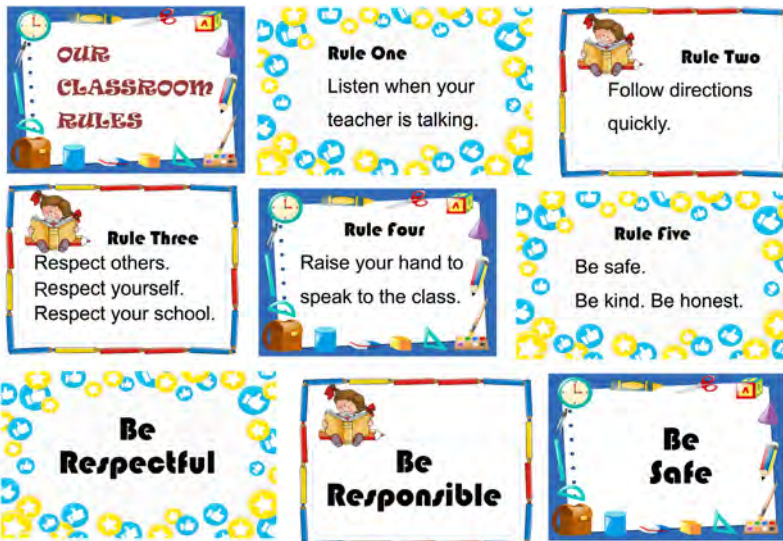 OUR
CLASSROOM
RULES
Rule One
Listen when your
teacher is talking.
Rule Two
Follow directions
quickly.
Rule Three
Respect others.
Respect yourself.
Respect your school.
Rule Four
Raise your hand to
speak to the class.
Rule Five
Be safe.
Be kind. Be honest.
Be
Respectful
Be
Responsible
Be
Safe